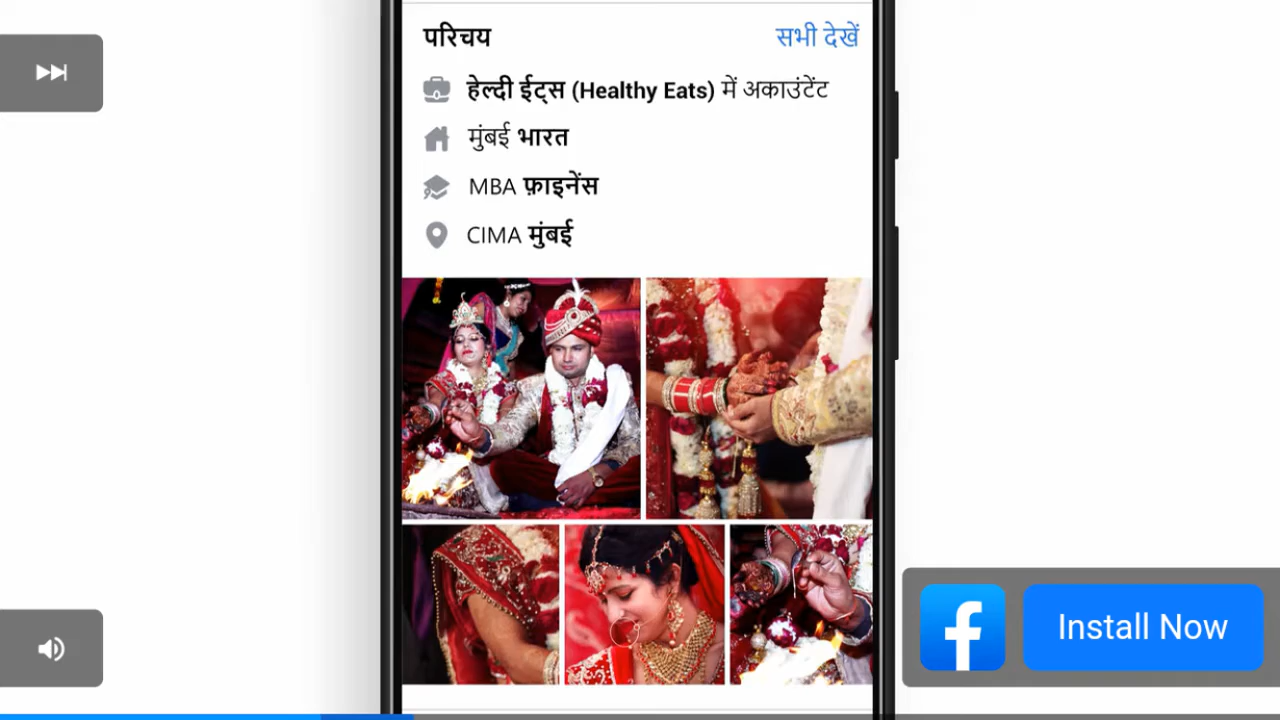 परिचय
सभी देखें
हेल्दी ईट्स (Healthy Eats) में अकाउंटेंट
मुंबई भारत
MBA फ़ाइनेंस
CIMA मुंबई
Install Now